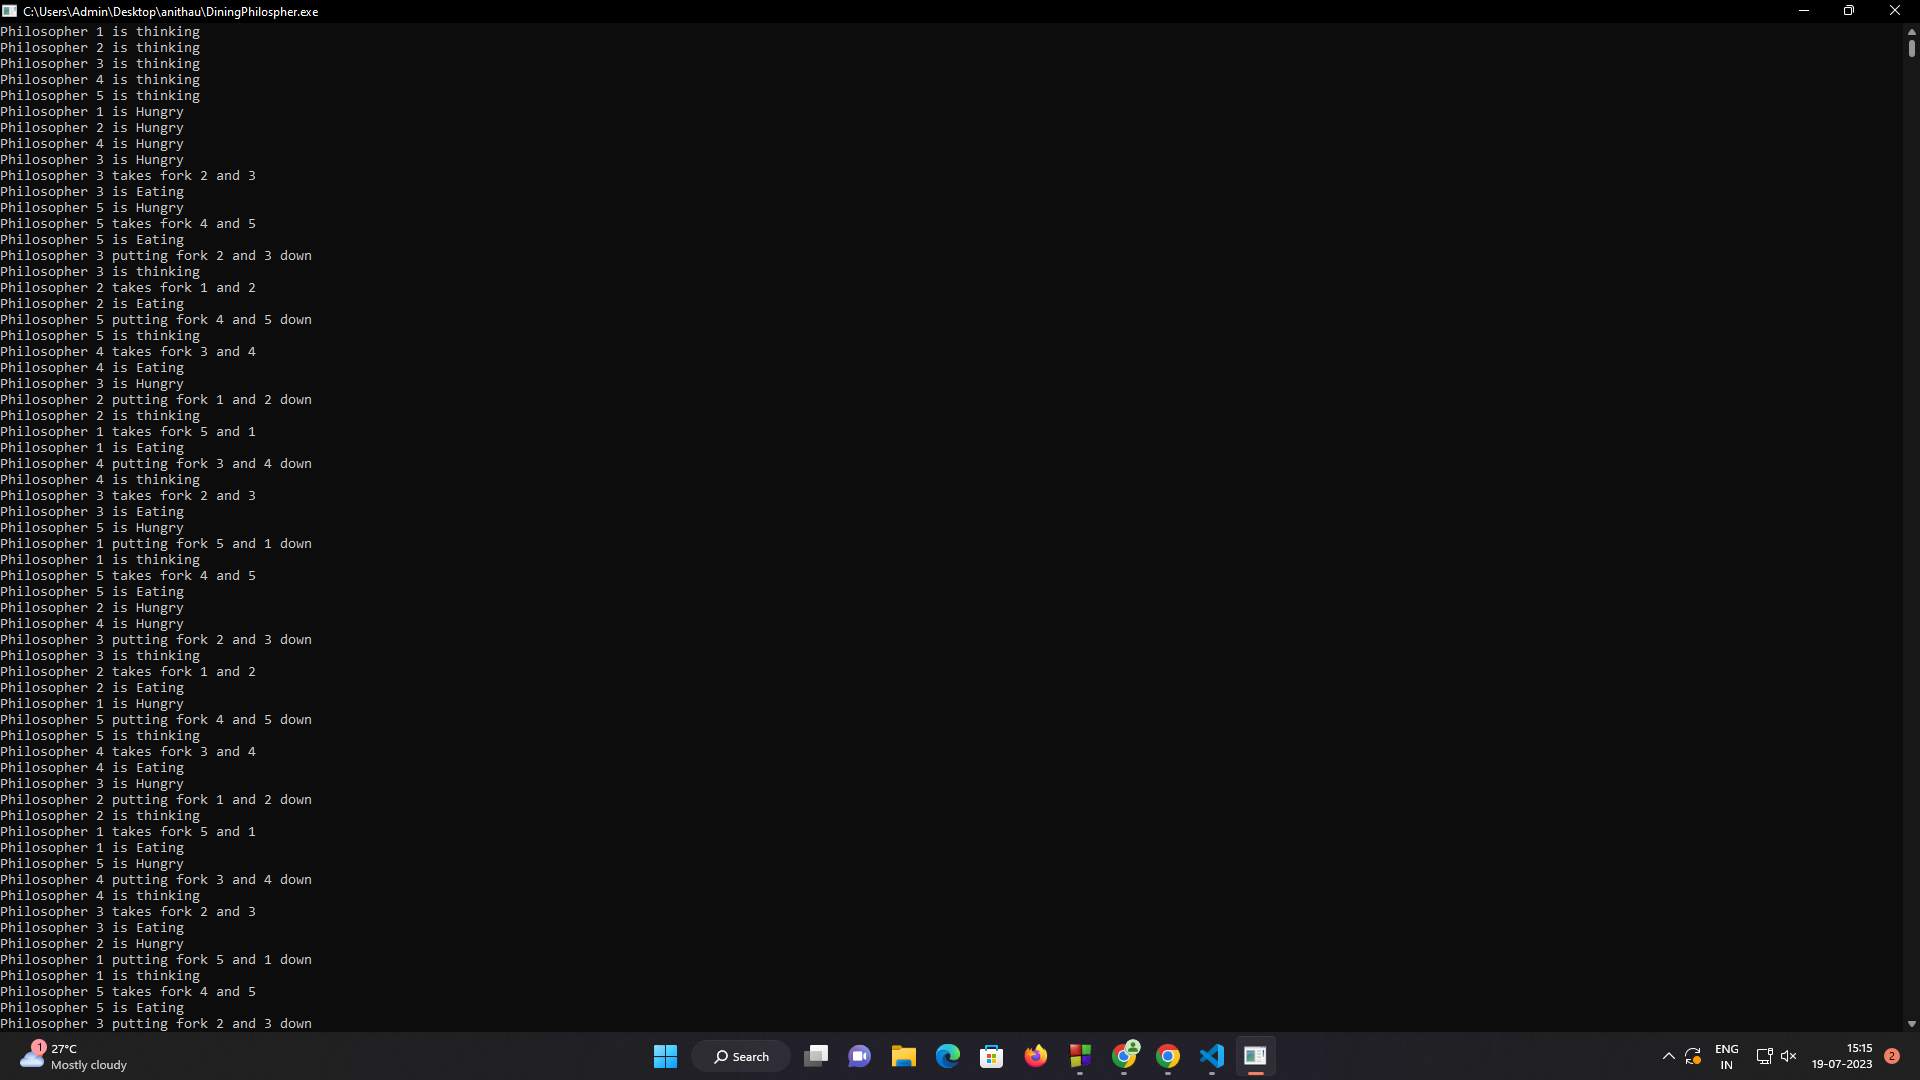 C:\Users\Admin\Desktop\anithau\DiningPhilospher.exe
Philosopher 1 is thinking
Philosopher 2 is thinking
Philosopher 3 is thinking
Philosopher 4 is thinking
Philosopher 5 is thinking
Philosopher 1 is Hungry
Philosopher 2 is Hungry
Philosopher 4 is Hungry
Philosopher 3 is Hungry
Philosopher 3 takes fork 2 and 3
Philosopher 3 is Eating
Philosopher 5 is Hungry
Philosopher 5 takes fork 4 and 5
Philosopher 5 is Eating
Philosopher 3 putting fork 2 and 3 down
Philosopher 3 is thinking
Philosopher 2 takes fork 1 and 2
Philosopher 2 is Eating
Philosopher 5 putting fork 4 and 5 down
Philosopher 5 is thinking
Philosopher 4 takes fork 3 and 4
Philosopher 4 is Eating
Philosopher 3 is Hungry
Philosopher 2 putting fork 1 and 2 down
Philosopher 2 is thinking
Philosopher 1 takes fork 5 and 1
Philosopher 1 is Eating
Philosopher 4 putting fork 3 and 4 down
Philosopher 4 is thinking
Philosopher 3 takes fork 2 and 3
Philosopher 3 is Eating
Philosopher 5 is Hungry
Philosopher 1 putting fork 5 and 1 down
Philosopher 1 is thinking
Philosopher 5 takes fork 4 and 5
Philosopher 5 is Eating
Philosopher 2 is Hungry
Philosopher 4 is Hungry
Philosopher 3 putting fork 2 and 3 down
Philosopher 3 is thinking
Philosopher 2 takes fork 1 and 2
Philosopher 2 is Eating
Philosopher 1 is Hungry
Philosopher 5 putting fork 4 and 5 down
Philosopher 5 is thinking
Philosopher 4 takes fork 3 and 4
Philosopher 4 is Eating
Philosopher 3 is Hungry
Philosopher 2 putting fork 1 and 2 down
Philosopher 2 is thinking
Philosopher 1 takes fork 5 and 1
Philosopher 1 is Eating
Philosopher 5 is Hungry
Philosopher 4 putting fork 3 and 4 down
Philosopher 4 is thinking
Philosopher 3 takes fork 2 and 3
Philosopher 3 is Eating
Philosopher 2 is Hungry
Philosopher 1 putting fork 5 and 1 down
Philosopher 1 is thinking
Philosopher 5 takes fork 4 and 5
Philosopher 5 is Eating
Philosopher 3 putting fork 2 and 3 down
1
27°C
Mostly cloudy
Search
ENG
IN
15:15
19-07-2023
2